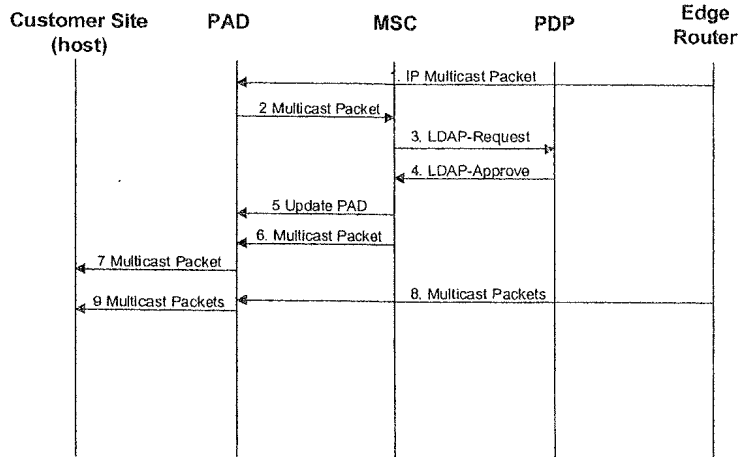 Customer Site
(host)
PAD
MSC
PDP
Edge
Router
. IP Multicast Packet
2 Multicast Packet
3. LDAP-Request
4. LDAP-Approve
5 Update PAD
6. Multicast Packet
7 Multicast Packet
8. Multicast Packets
9 Multicast Packets